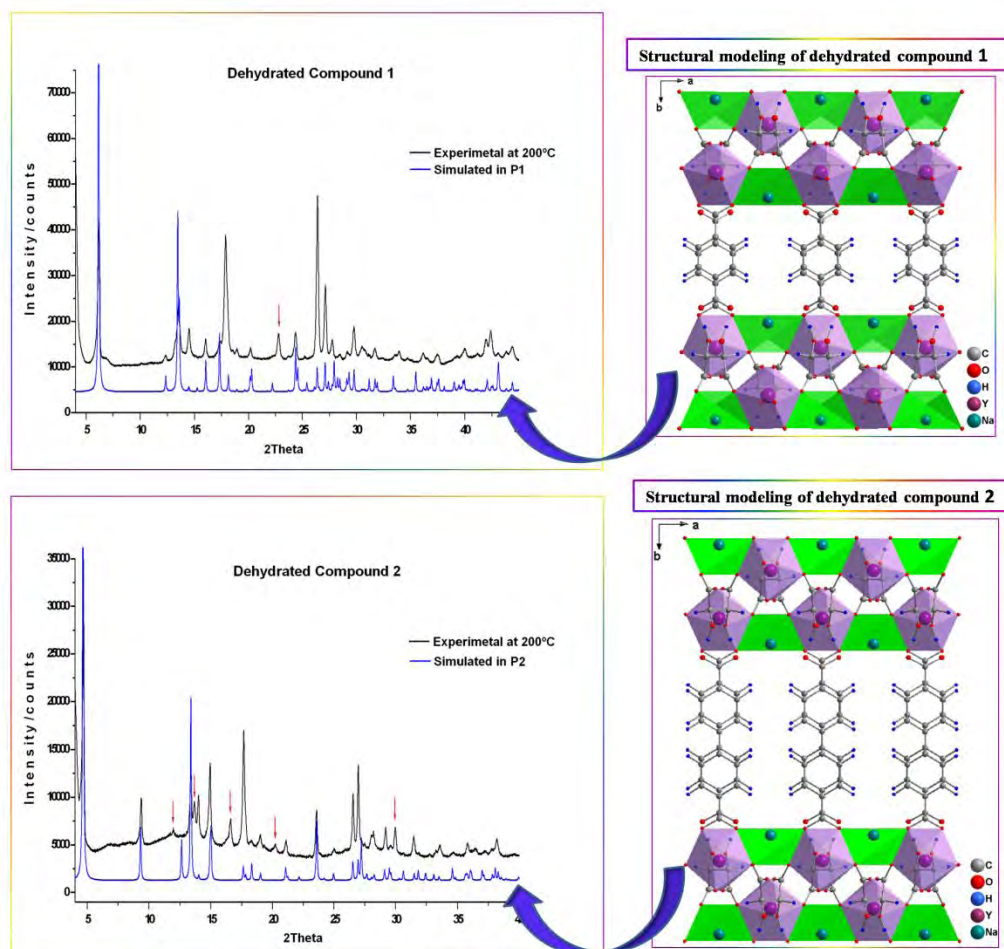 Dehydrated Compound 1
Experimetal at 200ºC
Simulated in P1
Intensity/counts
70000
60000
50000
40000
30000
20000
10000
0
5
10
15
20
25
30
35
40
2Theta
Structural modeling of dehydrated compound 1
a
b
C
O
H
Y
Na
Dehydrated Compound 2
Experimetal at 200ºC
Simulated in P2
Intensity/counts
35000
30000
25000
20000
15000
10000
5000
0
5
10
15
20
25
30
35
2Theta
Structural modeling of dehydrated compound 2
a
b
C
O
H
Y
Na